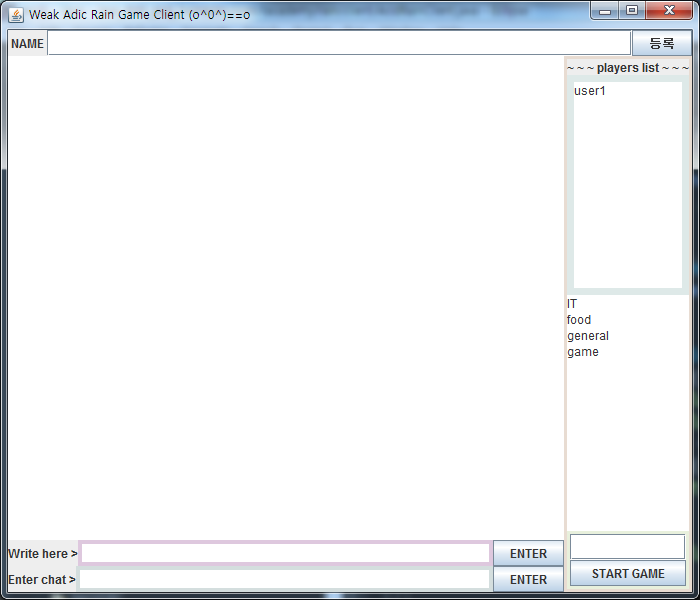 Weak Adic Rain Game Client (o^0^)==o
NAME
등록
~ ~ ~ players list ~ ~ ~
user1
IT
food
general
game
Write here >
ENTER
Enter chat >
ENTER
START GAME